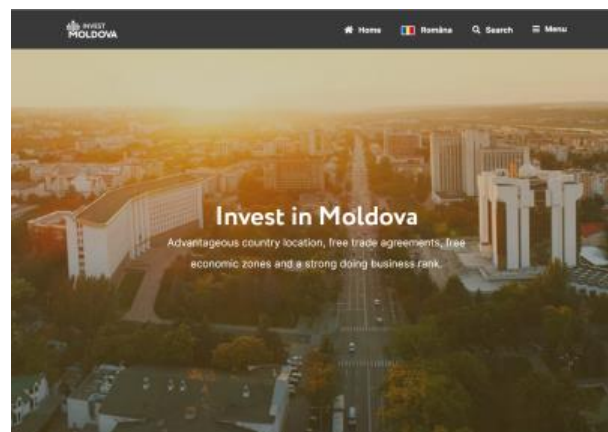 INVEST
MOLDOVA
Home
Româna
Search
Menu
Invest in Moldova
Advantageous country location, free trade agreements, free
economic zones and a strong doing business rank.